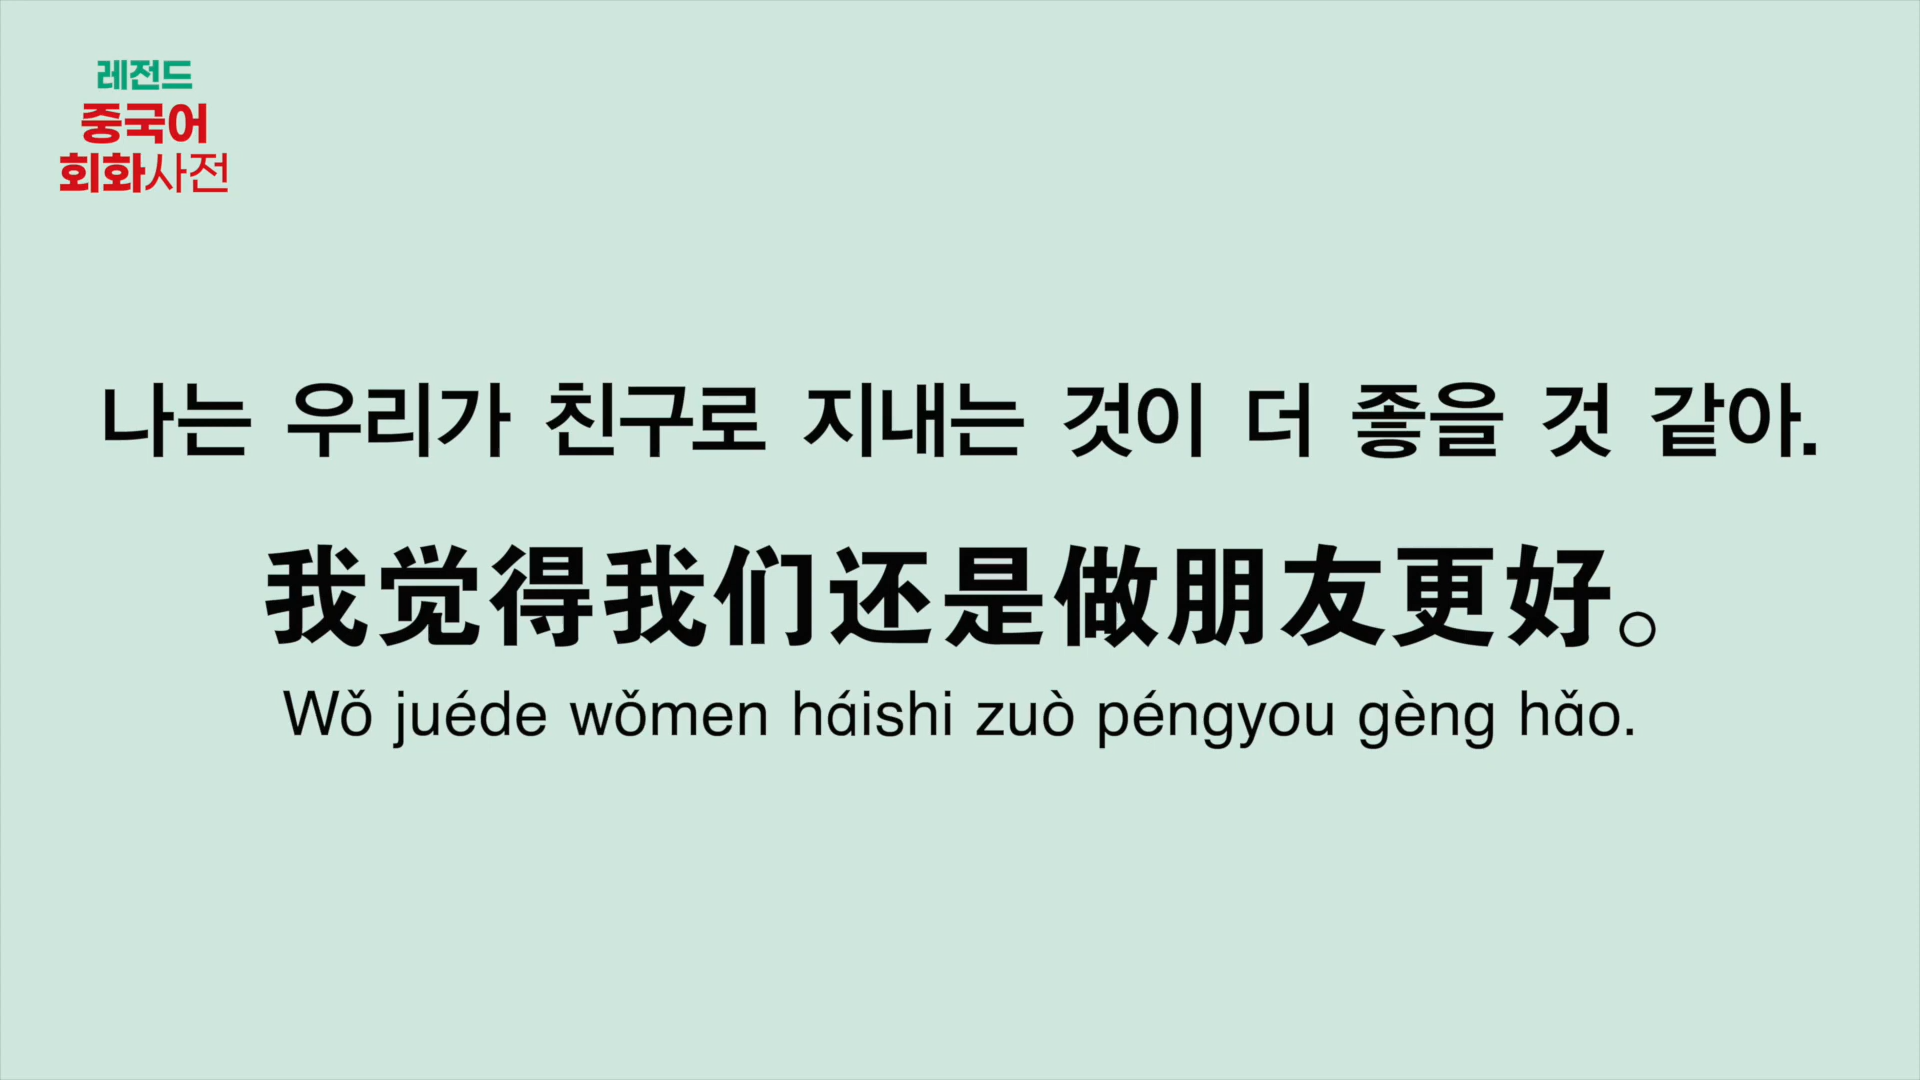 레전드
중국어
회화사전
나는 우리가 친구로 지내는 것이 더 좋을 것 같아.
我觉得我们还是做朋友更好。
Wǒ juéde wǒmen háishi zuò péngyou gèng hǎo.